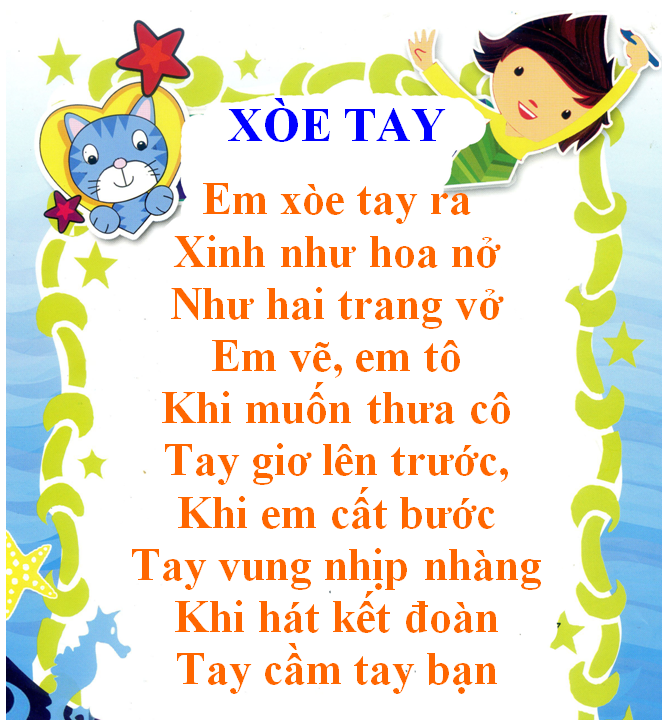 XÒE TAY
Em xòe tay ra
Xinh như hoa nở
Như hai trang vở
Em vẽ, em tô
Khi muốn thưa cô
Tay giơ lên trước,
Khi em cất bước
Tay vung nhịp nhàng
Khi hát kết đoàn
Tay cầm tay bạn